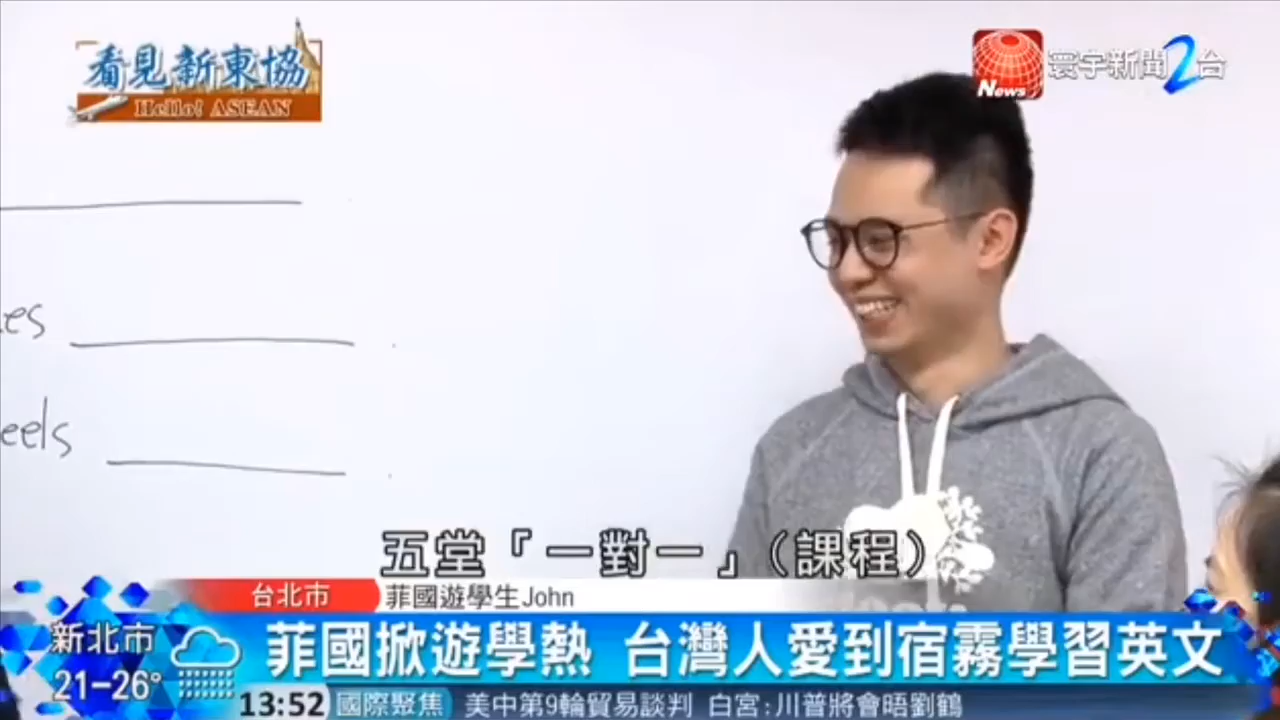 看見新東協
Hello! ASEAN
News
寰宇新聞2台
eels
五堂「一對一」(課程)
台北市
菲國遊學生John
新北市
21-26°
菲國掀遊學熱 台灣人愛到宿霧學習英文
13:52
國際聚焦
美中第9輪貿易談判 白宮:川普將會晤劉鶴